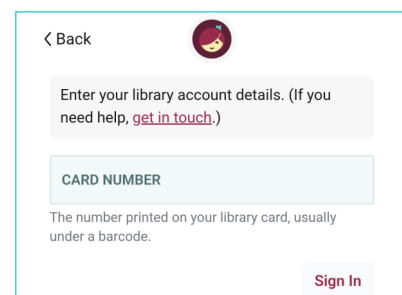 Back
Enter your library account details. (If you
need help, get in touch.)
CARD NUMBER
The number printed on your library card, usually
under a barcode.
Sign In